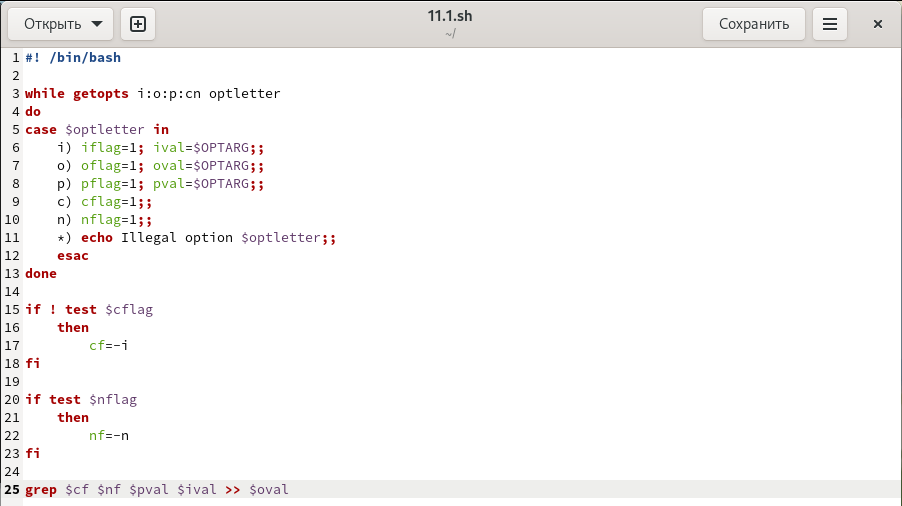 Открыть
11.1.sh
~/
Сохранить
1 #! /bin/bash
2
3 while getopts i:o:p:cn optletter
4 do
5 case $optletter in
6     i) iflag=1; ival=$OPTARG;;
7     o) oflag=1; oval=$OPTARG;;
8     p) pflag=1; pval=$OPTARG;;
9     c) cflag=1;;
10     n) nflag=1;;
11     *) echo Illegal option $optletter;;
12     esac
13 done
14
15 if ! test $cflag
16     then
17         cf=-i
18 fi
19
20 if test $nflag
21     then
22         nf=-n
23 fi
24
25 grep $cf $nf $pval $ival >> $oval